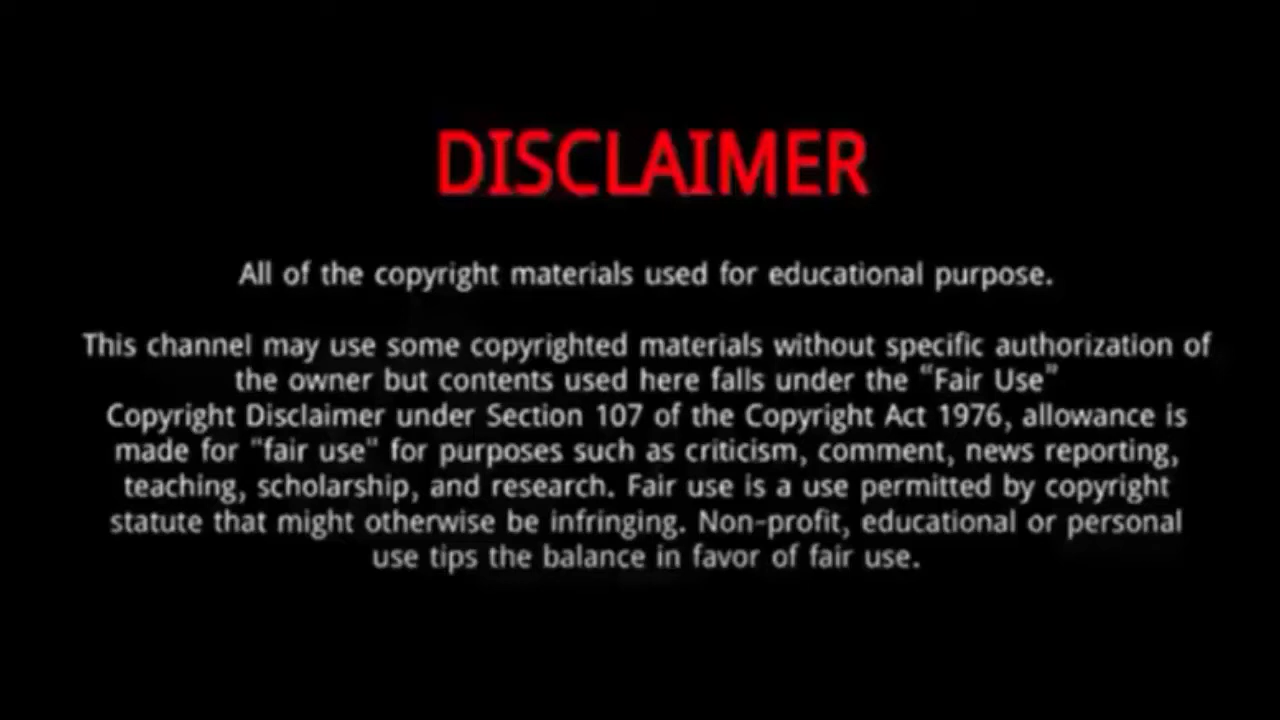 DISCLAIMER
All of the copyright materials used for educational purpose.
This channel may use some copyrighted materials without specific authorization of
the owner but contents used here falls under the “Fair Use”
Copyright Disclaimer under Section 107 of the Copyright Act 1976, allowance is
made for "fair use" for purposes such as criticism, comment, news reporting,
teaching, scholarship, and research. Fair use is a use permitted by copyright
statute that might otherwise be infringing. Non-profit, educational or personal
use tips the balance in favor of fair use.